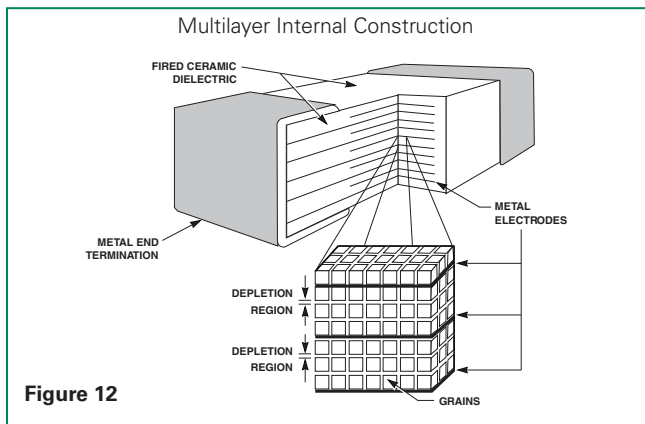 Multilayer Internal Construction
FIRED CERAMIC
DIELECTRIC
METAL
ELECTRODES
METAL END
TERMINATION
DEPLETION
REGION
DEPLETION
REGION
GRAINS
Figure 12